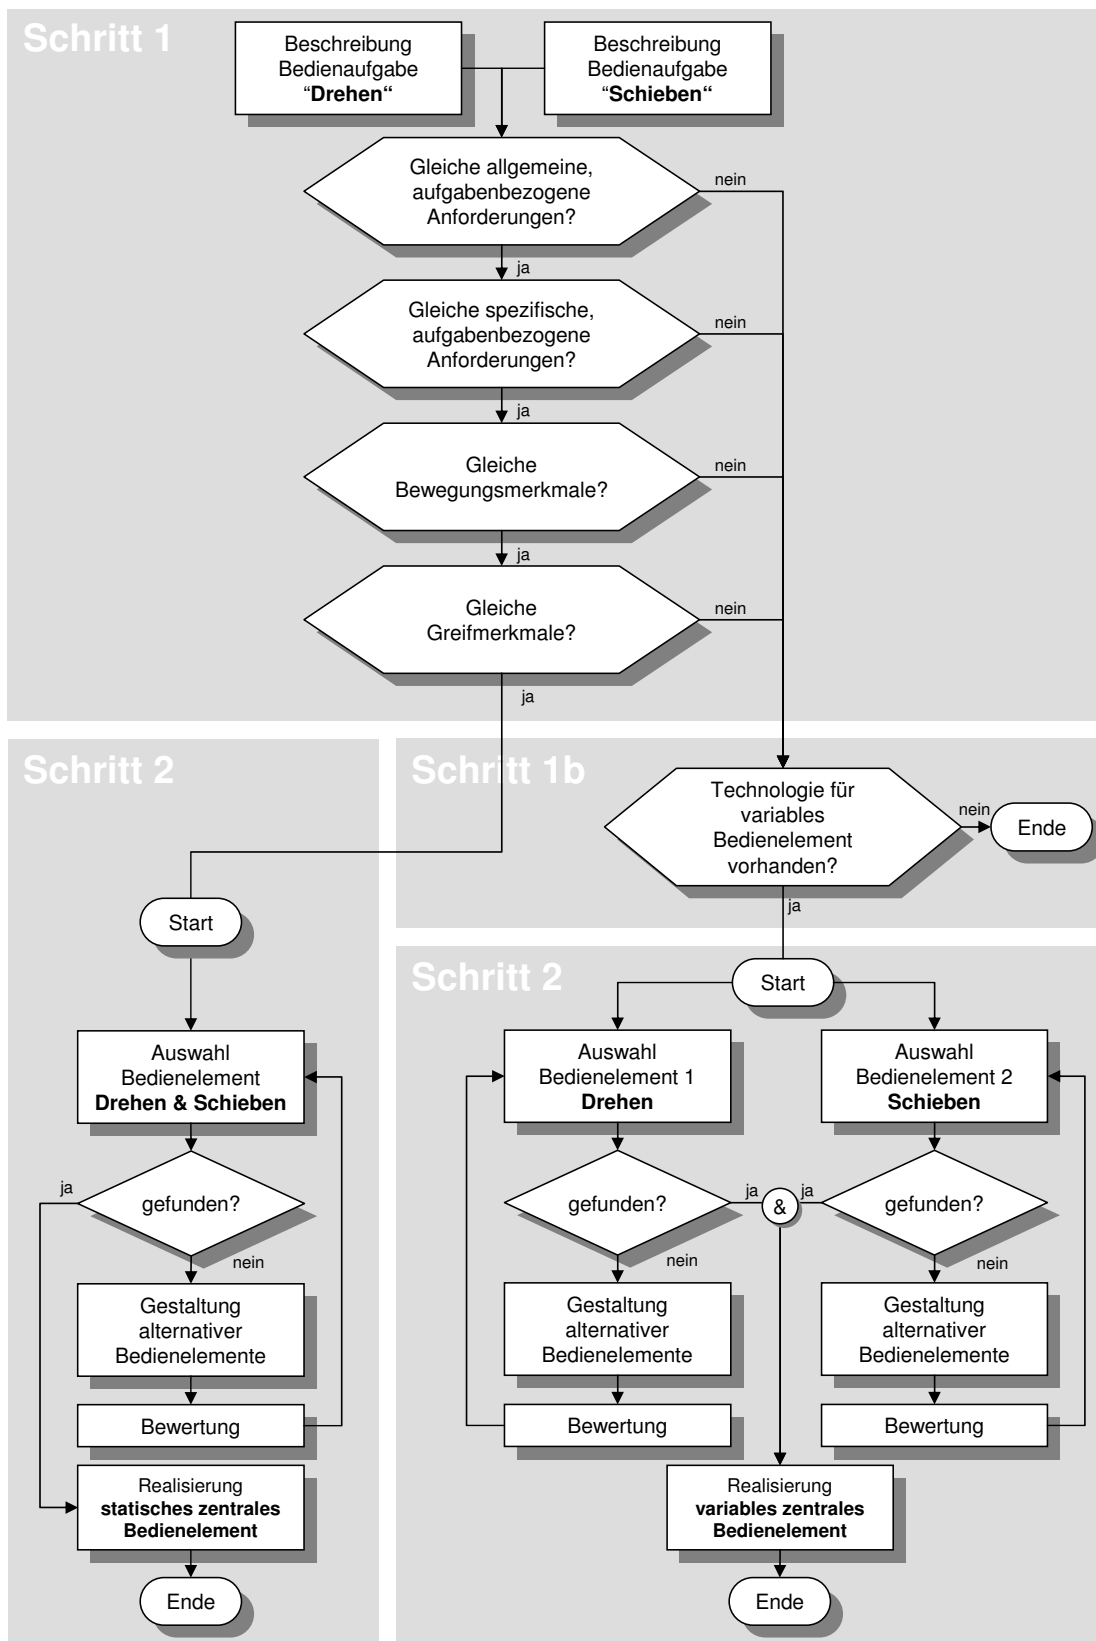 Schritt 1
Beschreibung
Bedienaufgabe
“Drehen“
Beschreibung
Bedienaufgabe
“Schieben“
Gleiche allgemeine,
aufgabenbezogene
Anforderungen?
nein
ja
Gleiche spezifische,
aufgabenbezogene
Anforderungen?
nein
ja
Gleiche
Bewegungsmerkmale?
nein
ja
Gleiche
Greifmerkmale?
nein
ja
Schritt 1b
Technologie für
variables
Bedienelement
vorhanden?
nein
Ende
ja
Schritt 2
Start
Auswahl
Bedienelement
Drehen & Schieben
gefunden?
ja
nein
Gestaltung
alternativer
Bedienelemente
Bewertung
Realisierung
statisches zentrales
Bedienelement
Ende
Schritt 2
Start
Auswahl
Bedienelement 1
Drehen
Auswahl
Bedienelement 2
Schieben
gefunden?
ja
&
ja
gefunden?
nein
nein
Gestaltung
alternativer
Bedienelemente
Gestaltung
alternativer
Bedienelemente
Bewertung
Bewertung
Realisierung
variables zentrales
Bedienelement
Ende